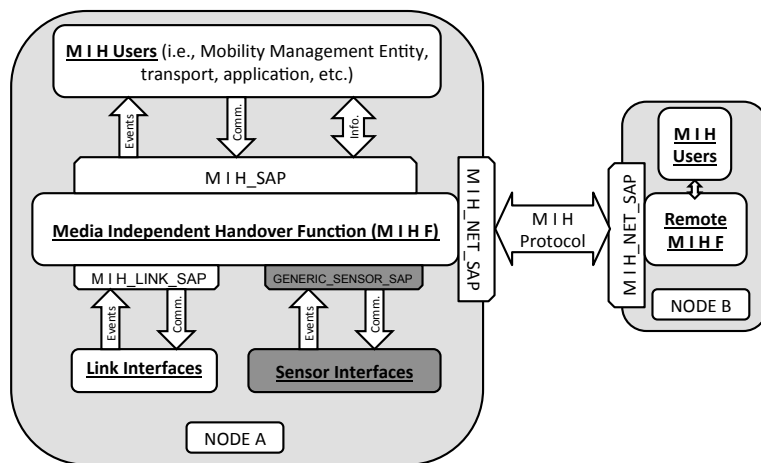 M I H Users (i.e., Mobility Management Entity,
transport, application, etc.)
Events
Comm.
Info.
M I H_SAP
Media Independent Handover Function (M I H F)
M I H_LINK_SAP
GENERIC_SENSOR_SAP
Events
Comm.
Events
Comm.
Link Interfaces
Sensor Interfaces
NODE A
M I H_NET_SAP
M I H
Protocol
M I H_NET_SAP
M I H
Users
Remote
M I H F
NODE B